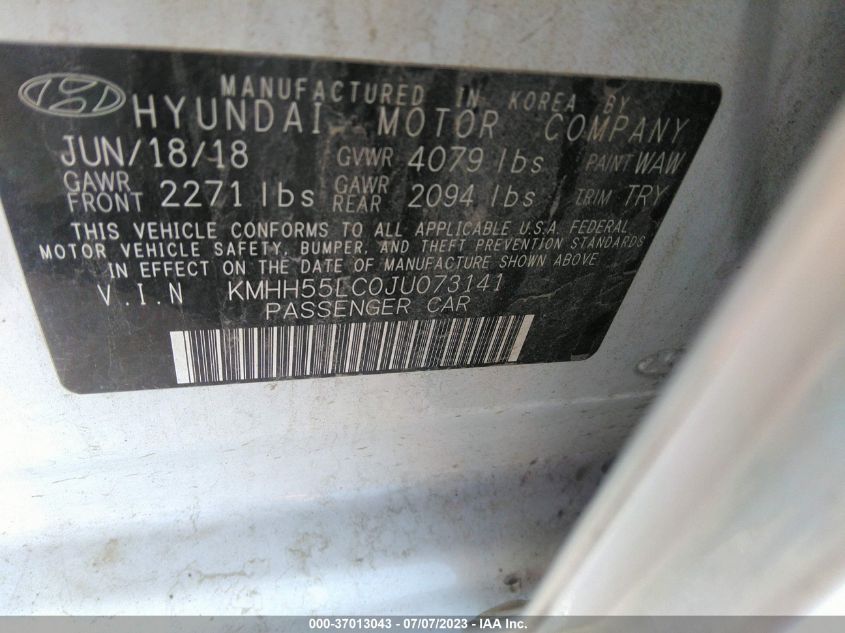 MANUFACTURED IN KOREA BY
HYUNDAI MOTOR COMPANY
JUN/18/18 GVWR 4079 lbs PAINT WAW
GAWR FRONT 2271 lbs GAWR REAR 2094 lbs TRIM TRY
THIS VEHICLE CONFORMS TO ALL APPLICABLE U.S.A. FEDERAL
MOTOR VEHICLE SAFETY, BUMPER, AND THEFT PREVENTION STANDARDS
IN EFFECT ON THE DATE OF MANUFACTURE SHOWN ABOVE
V.I.N KMHH55LC0JU073141
PASSENGER CAR
000-37013043 - 07/07/2023 - IAA Inc.